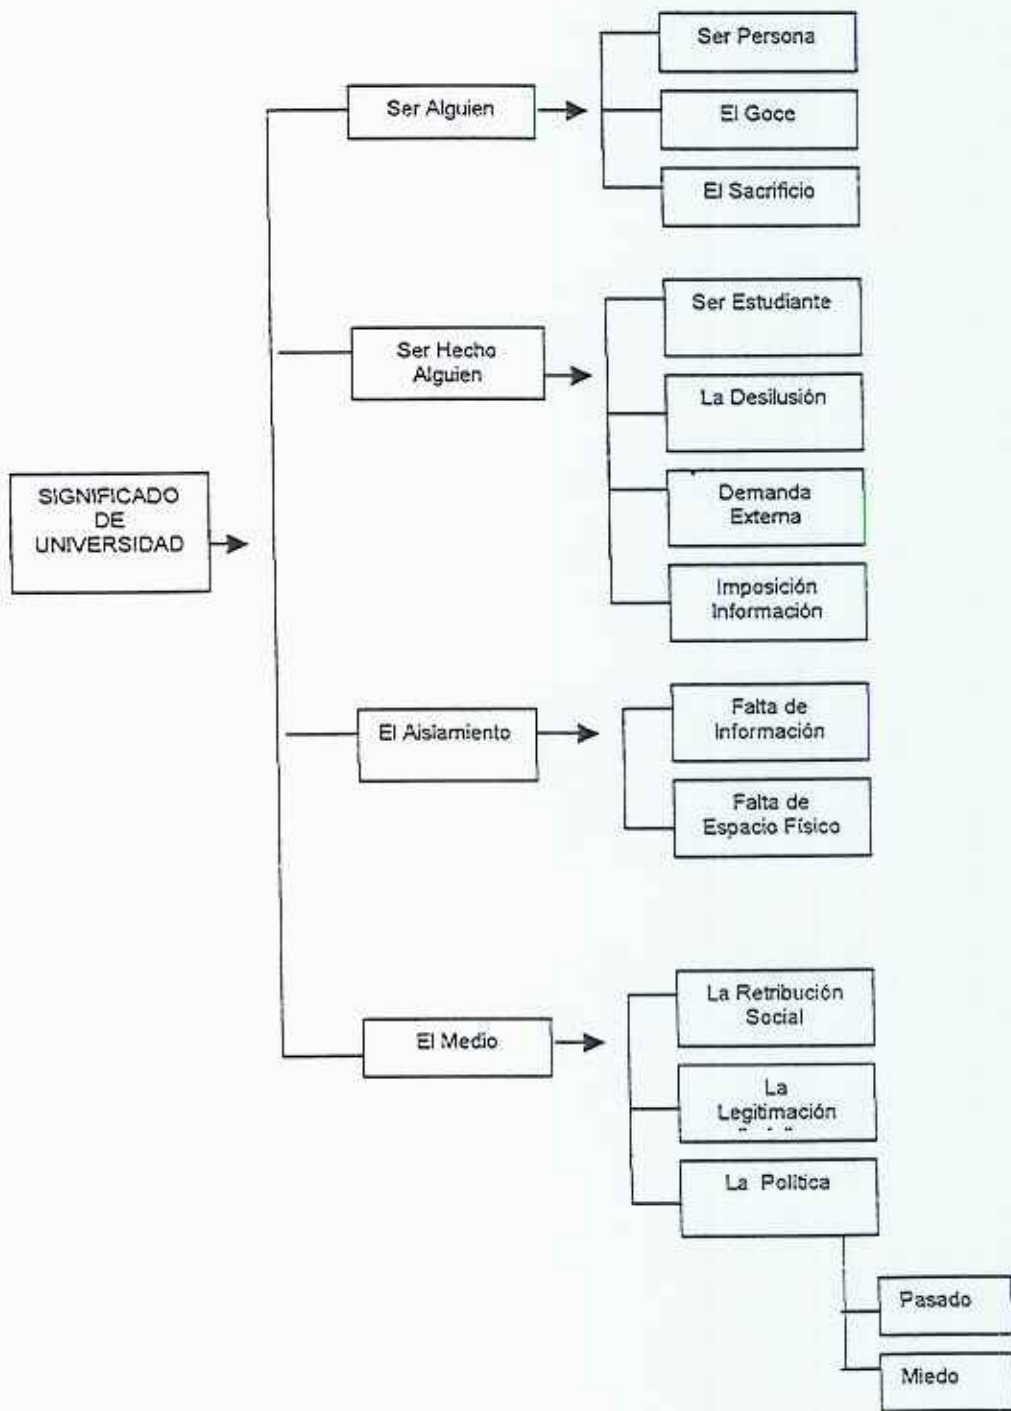 Ser Persona
Ser Alguien
El Goce
El Sacrificio
Ser Estudiante
Ser Hecho
Alguien
La Desilusión
Demanda
Externa
SIGNIFICADO
DE
UNIVERSIDAD
Imposición
Información
Falta de
Información
El Aislamiento
Falta de
Espacio Físico
La Retribución
Social
El Medio
La
Legitimación
La Política
Pasado
Miedo